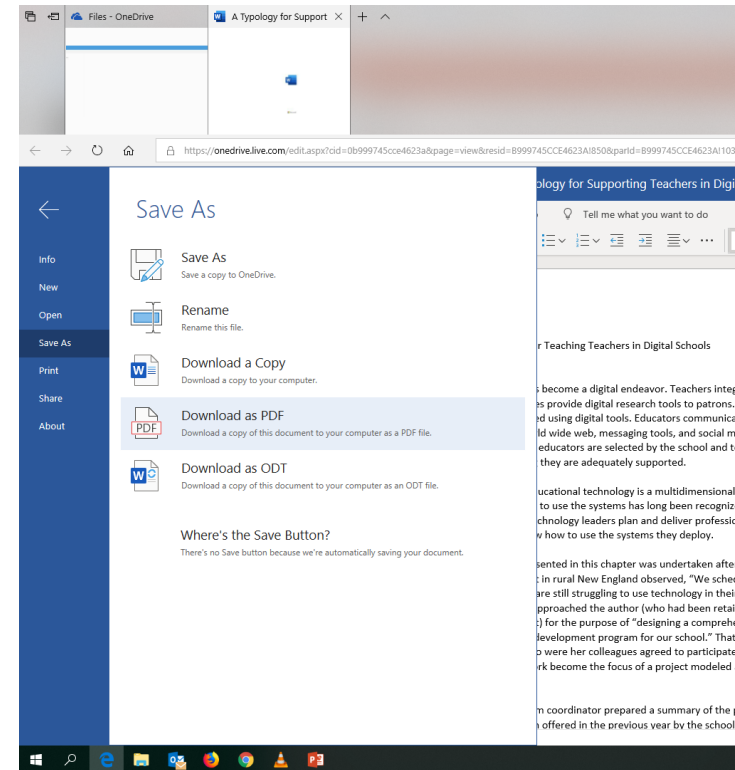 Files - OneDrive
A Typology for Support
https://onedrive.live.com/edit.aspx?cid=0b999745cce4623a&page=view&resid=B999745CCE4623A!850&parId=B999745CCE4623A!103
ology for Supporting Teachers in Digi
Tell me what you want to do
Save As
Info
New
Open
Save As
Print
Share
About
Save As
Save a copy to OneDrive.
Rename
Rename this file.
Download a Copy
Download a copy to your computer.
PDF
Download as PDF
Download a copy of this document to your computer as a PDF file.
Download as ODT
Download a copy of this document to your computer as an ODT file.
Where's the Save Button?
There's no Save button because we're automatically saving your document.
r Teaching Teachers in Digital Schools
become a digital endeavor. Teachers integ
es provide digital research tools to patrons.
ed using digital tools. Educators communica
ld wide web, messaging tools, and social m
educators are selected by the school and t
they are adequately supported.
ucational technology is a multidimensional
to use the systems has long been recogniz
chnology leaders plan and deliver professio
w how to use the systems they deploy.
sented in this chapter was undertaken afte
in rural New England observed, "We sche
are still struggling to use technology in thei
pproached the author (who had been retai
t) for the purpose of "designing a comprehe
development program for our school." That
o were her colleagues agreed to participate
rk become the focus of a project modeled
m coordinator prepared a summary of the p
offered in the previous year by the school